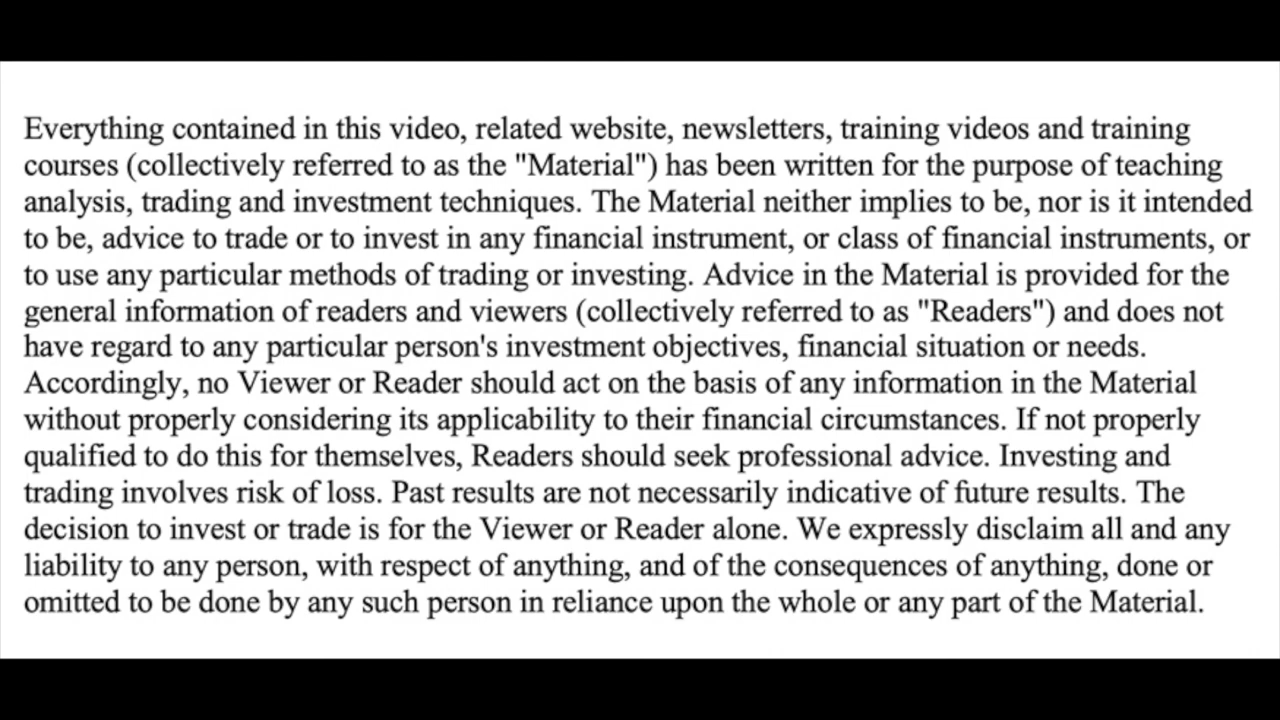 Everything contained in this video, related website, newsletters, training videos and training
courses (collectively referred to as the "Material") has been written for the purpose of teaching
analysis, trading and investment techniques. The Material neither implies to be, nor is it intended
to be, advice to trade or to invest in any financial instrument, or class of financial instruments, or
to use any particular methods of trading or investing. Advice in the Material is provided for the
general information of readers and viewers (collectively referred to as "Readers") and does not
have regard to any particular person's investment objectives, financial situation or needs.
Accordingly, no Viewer or Reader should act on the basis of any information in the Material
without properly considering its applicability to their financial circumstances. If not properly
qualified to do this for themselves, Readers should seek professional advice. Investing and
trading involves risk of loss. Past results are not necessarily indicative of future results. The
decision to invest or trade is for the Viewer or Reader alone. We expressly disclaim all and any
liability to any person, with respect of anything, and of the consequences of anything, done or
omitted to be done by any such person in reliance upon the whole or any part of the Material.